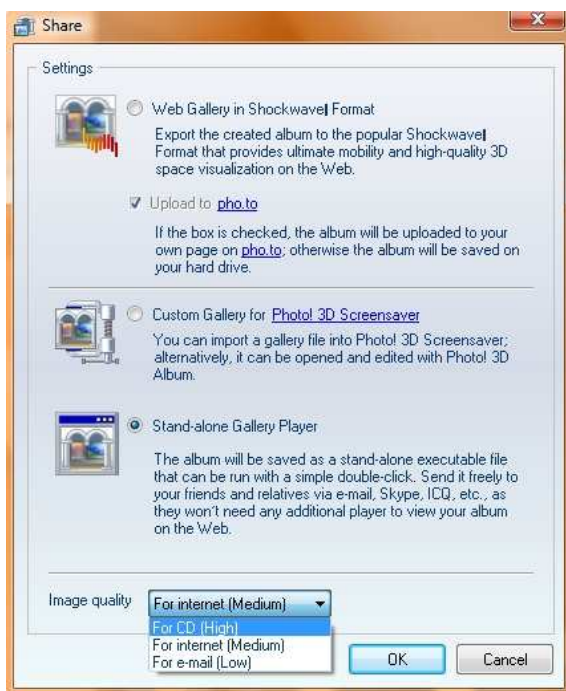 Share
Settings
Web Gallery in Shockwave Format
Export the created album to the popular Shockwave
Format that provides ultimate mobility and high-quality 3D
space visualization on the Web.
Upload to pho.to
If the box is checked, the album will be uploaded to your
own page on pho.to; otherwise the album will be saved on
your hard drive.
Custom Gallery for Photo! 3D Screensaver
You can import a gallery file into Photo! 3D Screensaver;
alternatively, it can be opened and edited with Photo! 3D
Album.
Stand-alone Gallery Player
The album will be saved as a stand-alone executable file
that can be run with a simple double-click. Send it freely to
your friends and relatives via e-mail, Skype, ICQ, etc., as
they won't need any additional player to view your album
on the Web.
Image quality For internet (Medium)
For CD (High)
For internet (Medium)
For e-mail (Low)
OK Cancel